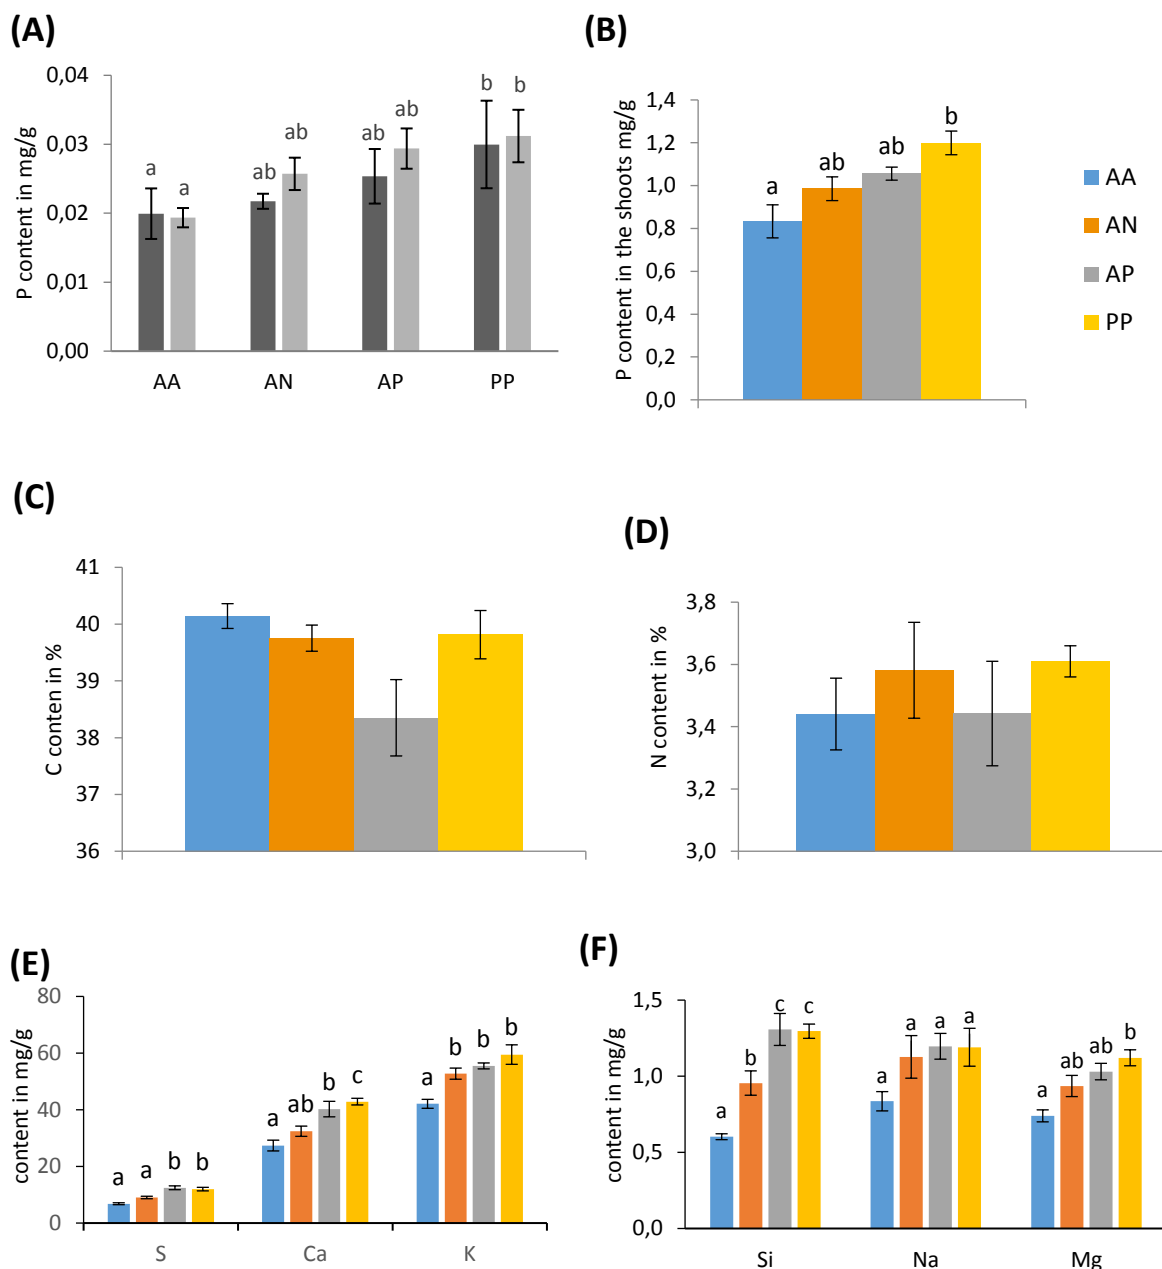 (A)
0,04
0,03
0,02
0,01
0,00
P content in mg/g
a
a
ab
ab
ab
ab
b
b
AA
AN
AP
PP
(B)
1,4
1,2
1,0
0,8
0,6
0,4
0,2
0,0
P content in the shoots mg/g
a
ab
ab
b
AA
AN
AP
PP
(C)
41
40
39
38
37
36
C conten in %
(D)
3,8
3,6
3,4
3,2
3,0
N content in %
(E)
80
60
40
20
0
content in mg/g
a
a
b
b
a
ab
b
c
a
b
b
b
S
Ca
K
(F)
1,5
1,0
0,5
0,0
content in mg/g
a
b
c
c
a
a
a
a
a
ab
ab
b
Si
Na
Mg